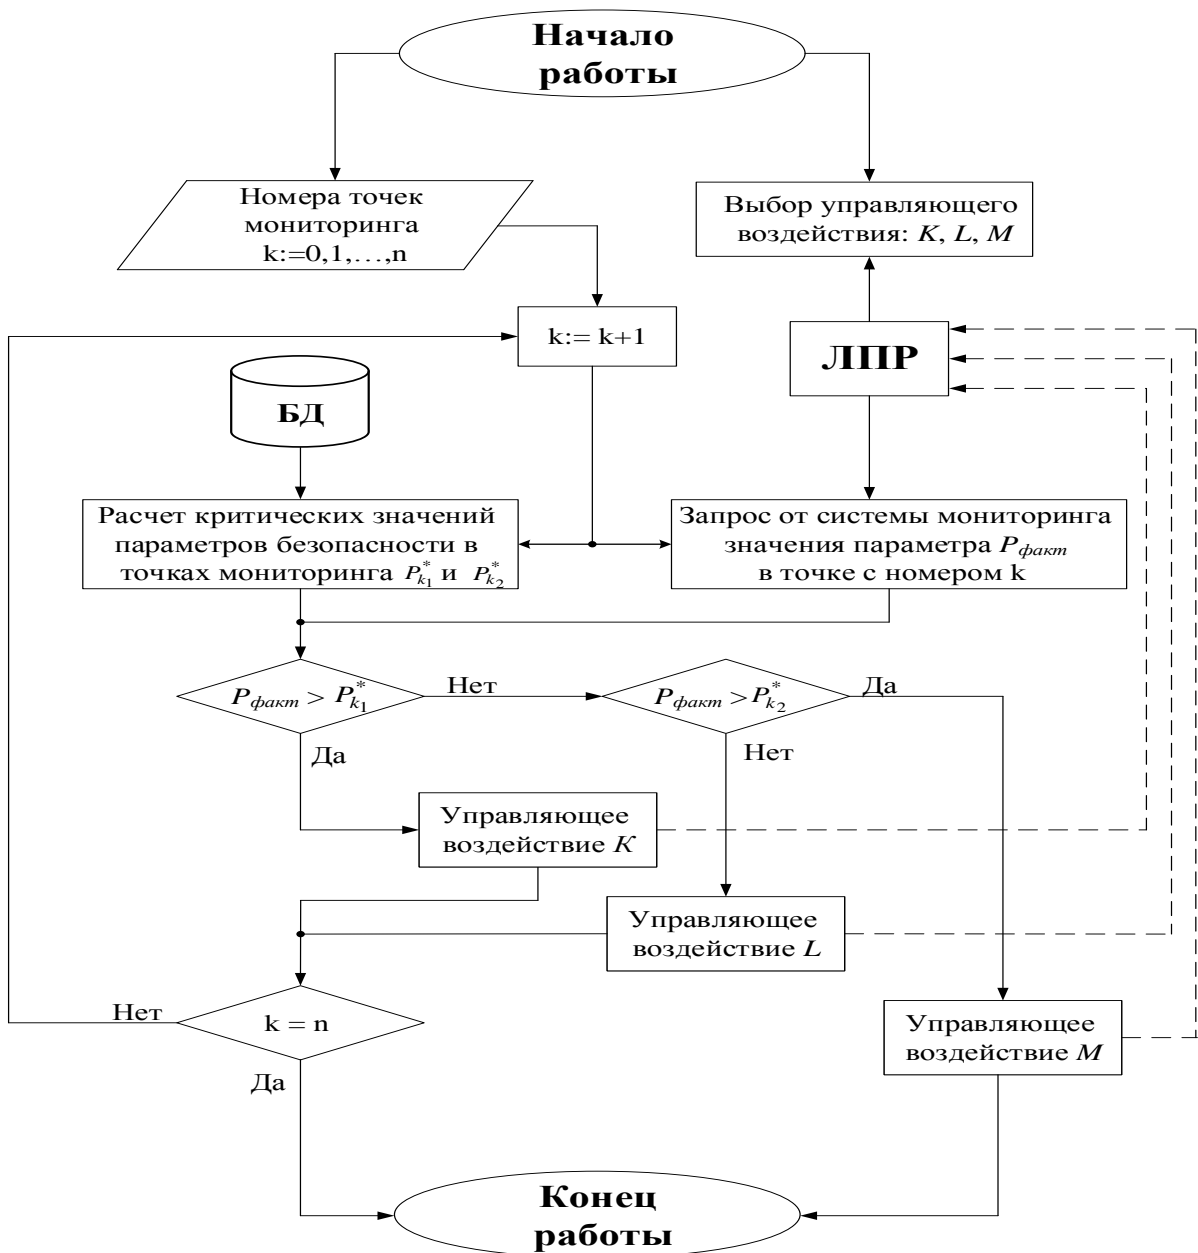 Начало
работы
Номера точек
мониторинга
k:=0,1,…,n
Выбор управляющего
воздействия: K, L, M
k:= k+1
ЛПР
БД
Расчет критических значений
параметров безопасности в
точках мониторинга P*k1 и P*k2
Запрос от системы мониторинга
значения параметра Pфакт
в точке с номером k
Pфакт > P*k1
Нет
Pфакт > P*k2
Да
Да
Нет
Управляющее
воздействие K
Управляющее
воздействие L
Нет
k = n
Управляющее
воздействие M
Да
Конец
работы